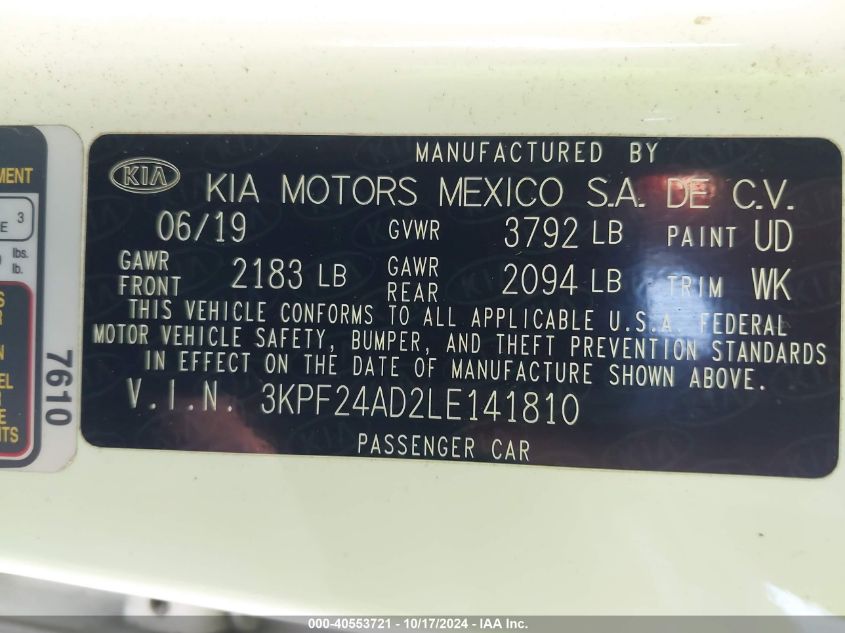 MANUFACTURED BY
KIA KIA MOTORS MEXICO S.A. DE C.V.
06/19 GVWR 3792 LB PAINT UD
GAWR FRONT 2183 LB GAWR REAR 2094 LB TRIM WK
THIS VEHICLE CONFORMS TO ALL APPLICABLE U.S.A. FEDERAL
MOTOR VEHICLE SAFETY, BUMPER, AND THEFT PREVENTION STANDARDS
IN EFFECT ON THE DATE OF MANUFACTURE SHOWN ABOVE.
V.I.N. 3KPF24AD2LE141810
PASSENGER CAR
7610
3
lbs.
lb.
000-40553721 - 10/17/2024 - IAA Inc.